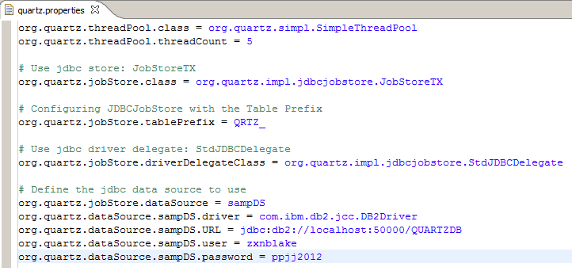 quartz.properties
org.quartz.threadPool.class = org.quartz.simpl.SimpleThreadPool
org.quartz.threadPool.threadCount = 5
# Use jdbc store: JobStoreTX
org.quartz.jobStore.class = org.quartz.impl.jdbcjobstore.JobStoreTX
# Configuring JDBCJobStore with the Table Prefix
org.quartz.jobStore.tablePrefix = QRTZ_
# Use jdbc driver delegate: StdJDBCDelegate
org.quartz.jobStore.driverDelegateClass = org.quartz.impl.jdbcjobstore.StdJDBCDelegate
# Define the jdbc data source to use
org.quartz.jobStore.dataSource = sampDS
org.quartz.dataSource.sampDS.driver = com.ibm.db2.jcc.DB2Driver
org.quartz.dataSource.sampDS.URL = jdbc:db2://localhost:50000/QUARTZDB
org.quartz.dataSource.sampDS.user = zxnblake
org.quartz.dataSource.sampDS.password = ppjj2012